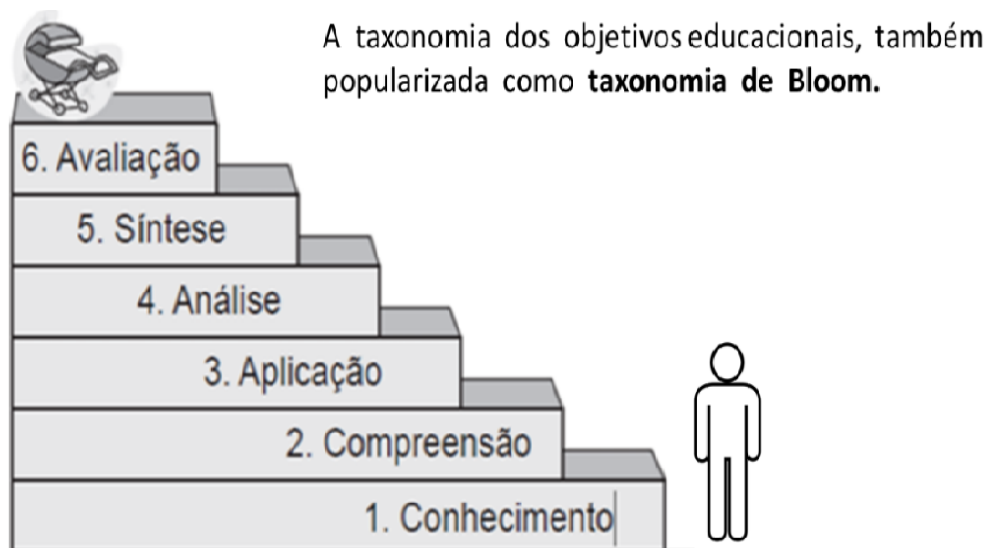 A taxonomia dos objetivos educacionais, também
popularizada como taxonomia de Bloom.
6. Avaliação
5. Síntese
4. Análise
3. Aplicação
2. Compreensão
1. Conhecimento